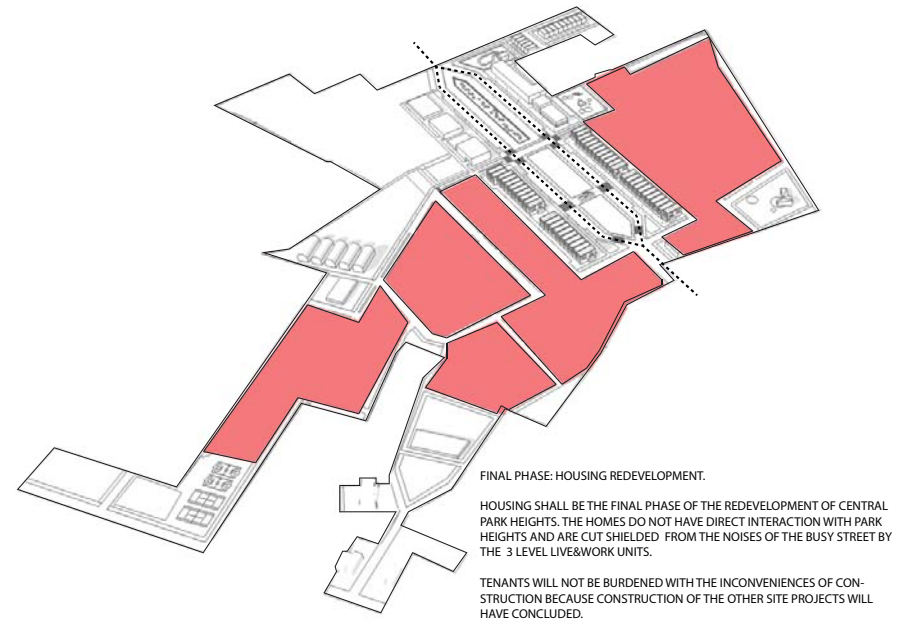 FINAL PHASE: HOUSING REDEVELOPMENT.
HOUSING SHALL BE THE FINAL PHASE OF THE REDEVELOPMENT OF CENTRAL
PARK HEIGHTS. THE HOMES DO NOT HAVE DIRECT INTERACTION WITH PARK
HEIGHTS AND ARE CUT SHIELDED FROM THE NOISES OF THE BUSY STREET BY
THE 3 LEVEL LIVE&WORK UNITS.
TENANTS WILL NOT BE BURDENED WITH THE INCONVENIENCES OF CON-
STRUCTION BECAUSE CONSTRUCTION OF THE OTHER SITE PROJECTS WILL
HAVE CONCLUDED.